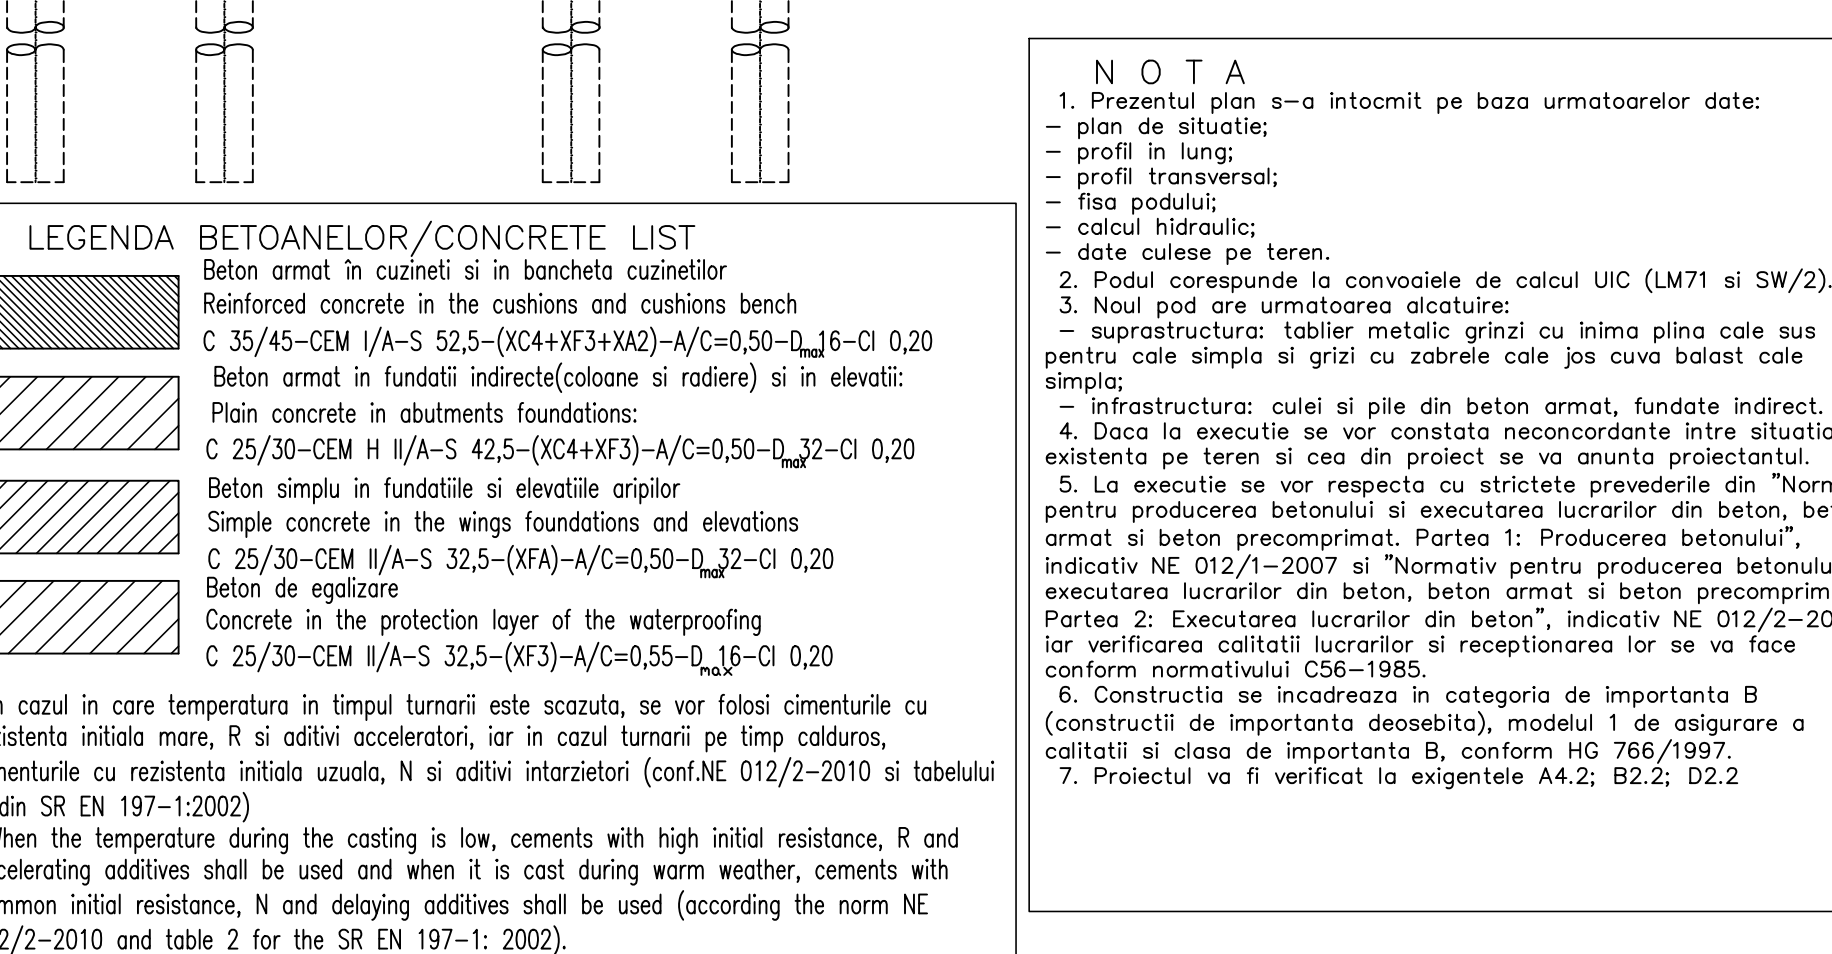 LEGENDA BETOANELOR/CONCRETE LIST
Beton armat în cuzineti si in bancheta cuzinetilor
Reinforced concrete in the cushions and cushions bench
C 35/45-CEM I/A-S 52,5-(XC4+XF3+XA2)-A/C=0,50-Dmax16-Cl 0,20
Beton armat in fundatii indirecte(coloane si radiere) si in elevatii:
Plain concrete in abutments foundations:
C 25/30-CEM H II/A-S 42,5-(XC4+XF3)-A/C=0,50-Dmax32-Cl 0,20
Beton simplu in fundatiile si elevatiile aripilor
Simple concrete in the wings foundations and elevations
C 25/30-CEM II/A-S 32,5-(XFA)-A/C=0,50-Dmax32-Cl 0,20
Beton de egalizare
Concrete in the protection layer of the waterproofing
C 25/30-CEM II/A-S 32,5-(XF3)-A/C=0,55-Dmax16-Cl 0,20
cazul in care temperatura in timpul turnarii este scazuta, se vor folosi cimenturile cu
istenta initiala mare, R si aditivi acceleratori, iar in cazul turnarii pe timp calduros,
menturile cu rezistenta initiala uzuala, N si aditivi intarzietori (conf.NE 012/2-2010 si tabelului
din SR EN 197-1:2002)
hen the temperature during the casting is low, cements with high initial resistance, R and
celerating additives shall be used and when it is cast during warm weather, cements with
mmon initial resistance, N and delaying additives shall be used (according the norm NE
2/2-2010 and table 2 for the SR EN 197-1: 2002).
N O T A
1. Prezentul plan s-a intocmit pe baza urmatoarelor date:
- plan de situatie;
- profil in lung;
- profil transversal;
- fisa podului;
- calcul hidraulic;
- date culese pe teren.
2. Podul corespunde la convoaiele de calcul UIC (LM71 si SW/2).
3. Noul pod are urmatoarea alcatuire:
- suprastructura: tablier metalic grinzi cu inima plina cale sus
pentru cale simpla si grizi cu zabrele cale jos cuva balast cale
simpla;
- infrastructura: culei si pile din beton armat, fundate indirect.
4. Daca la executie se vor constata neconcordante intre situatia
existenta pe teren si cea din proiect se va anunta proiectantul.
5. La executie se vor respecta cu strictete prevederile din "Norm
pentru producerea betonului si executarea lucrarilor din beton, bet
armat si beton precomprimat. Partea 1: Producerea betonului",
indicativ NE 012/1-2007 si "Normativ pentru producerea betonulu
executarea lucrarilor din beton, beton armat si beton precomprim
Partea 2: Executarea lucrarilor din beton", indicativ NE 012/2-20
iar verificarea calitatii lucrarilor si receptionarea lor se va face
conform normativului C56-1985.
6. Constructia se incadreaza in categoria de importanta B
(constructii de importanta deosebita), modelul 1 de asigurare a
calitatii si clasa de importanta B, conform HG 766/1997.
7. Proiectul va fi verificat la exigentele A4.2; B2.2; D2.2